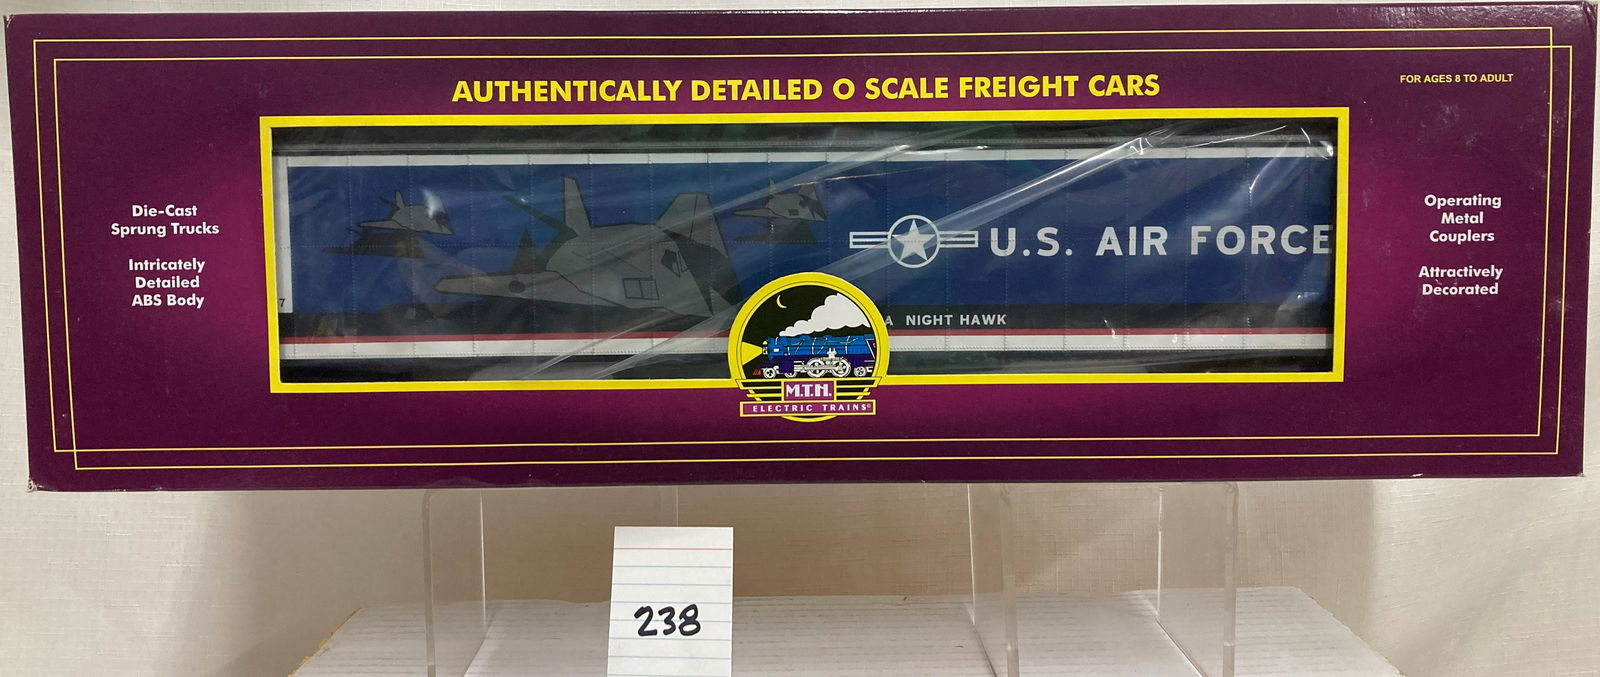 AUTHENTICALLY DETAILED O SCALE FREIGHT CARS
FOR AGES 8 TO ADULT
Die-Cast
Sprung Trucks
Intricately
Detailed
ABS Body
U.S. AIR FORCE
7
A NIGHT HAWK
Operating
Metal
Couplers
Attractively
Decorated
M.T.H.
ELECTRIC TRAINS®
238